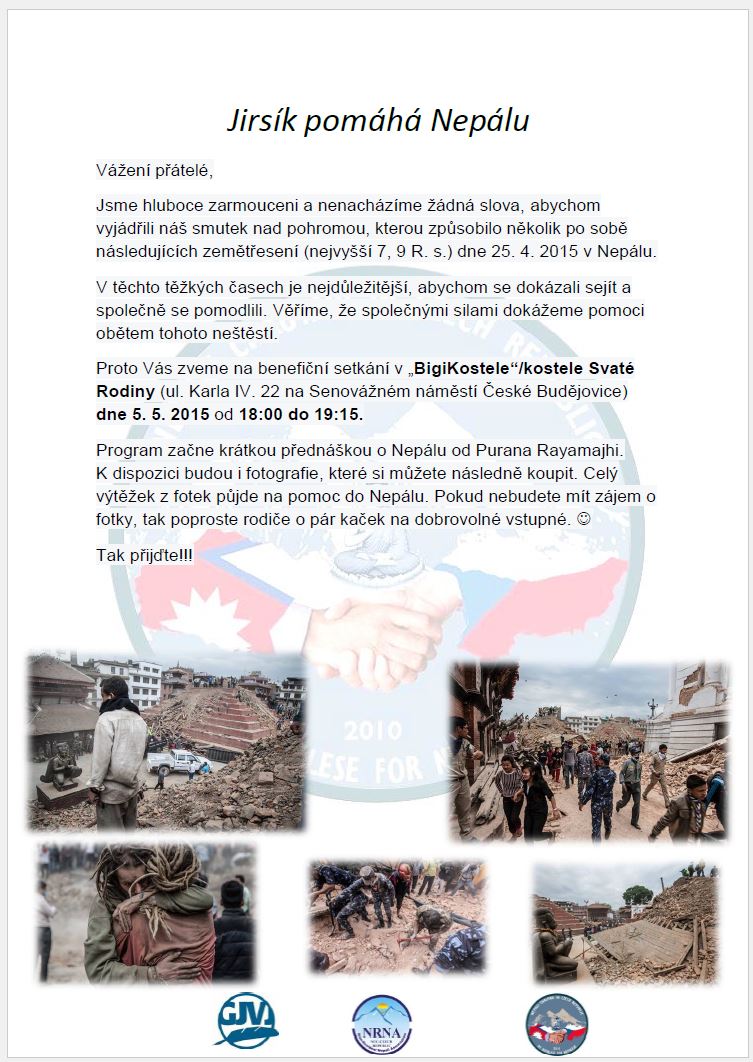 Jirsík pomáhá Nepálu
Vážení přátelé,
Jsme hluboce zarmouceni a nenacházíme žádná slova, abychom
vyjádřili náš smutek nad pohromou, kterou způsobilo několik po sobě
následujících zemětřesení (nejvyšší 7, 9 R. s.) dne 25. 4. 2015 v Nepálu.
V těchto těžkých časech je nejdůležitější, abychom se dokázali sejít a
společně se pomodlili. Věříme, že společnými silami dokážeme pomoci
obětem tohoto neštěstí.
Proto Vás zveme na benefiční setkání v „BigiKostele“/kostele Svaté
Rodiny (ul. Karla IV. 22 na Senovážném náměstí České Budějovice)
dne 5. 5. 2015 od 18:00 do 19:15.
Program začne krátkou přednáškou o Nepálu od Purana Rayamajhi.
K dispozici budou i fotografie, které si můžete následně koupit. Celý
výtěžek z fotek půjde na pomoc do Nepálu. Pokud nebudete mít zájem o
fotky, tak poproste rodiče o pár kaček na dobrovolné vstupné. ☺
Tak přijďte!!!
2010
LESE FOR
GJVJ
NRNA